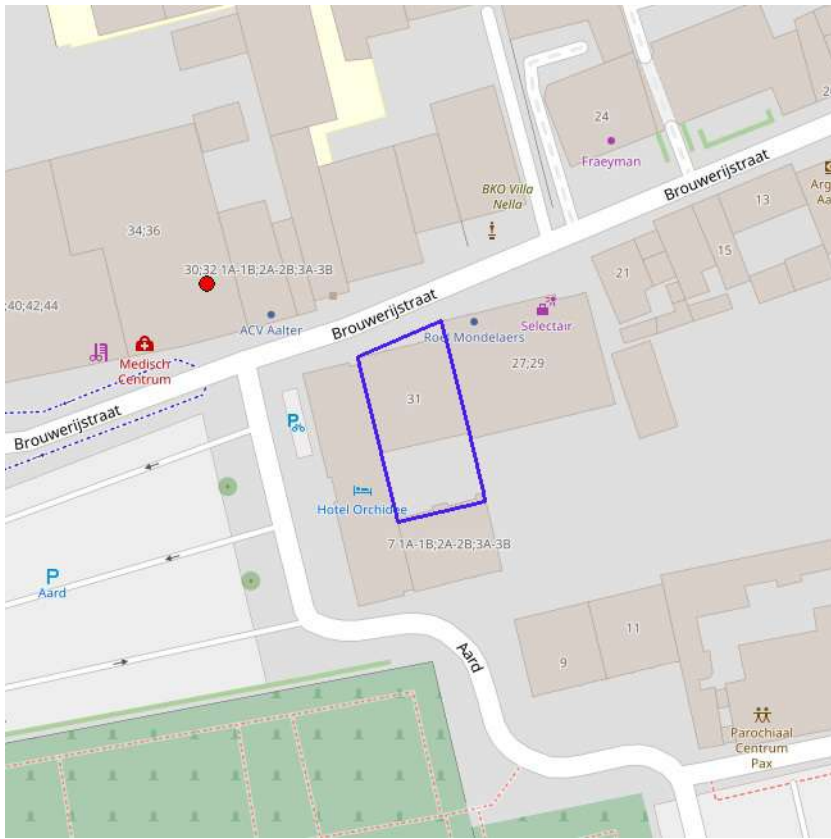 24
Fraeyman
Brouwerijstraat
BKO Villa
Nella
13
15
21
34;36
30;32 1A-1B;2A-2B;3A-3B
;40;42,44
Brouwerijstraat
ACV Aalter
Roel Mondelaers
Selectair
27;29
Medisch
Centrum
Brouwerijstraat
31
P
Hotel Orchidee
7 1A-1B;2A-2B;3A-3B
P
Aard
Aard
9
11
Parochiaal
Centrum
Pax